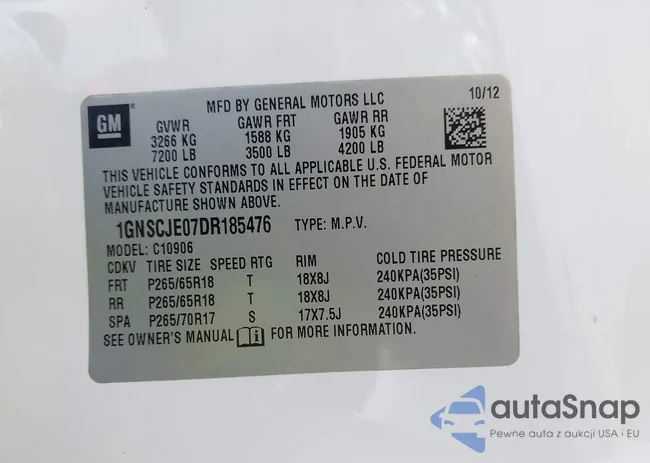 GM
MFD BY GENERAL MOTORS LLC 10/12
GVWR GAWR FRT GAWR RR
3266 KG 1588 KG 1905 KG
7200 LB 3500 LB 4200 LB
THIS VEHICLE CONFORMS TO ALL APPLICABLE U.S. FEDERAL MOTOR
VEHICLE SAFETY STANDARDS IN EFFECT ON THE DATE OF
MANUFACTURE SHOWN ABOVE.
1GNSCJE07DR185476 TYPE: M.P.V.
MODEL: C10906
CDKV TIRE SIZE SPEED RTG RIM COLD TIRE PRESSURE
FRT P265/65R18 T 18X8J 240KPA(35PSI)
RR P265/65R18 T 18X8J 240KPA(35PSI)
SPA P265/70R17 S 17X7.5J 240KPA(35PSI)
SEE OWNER'S MANUAL i FOR MORE INFORMATION.
autaSnap
Pewne auta z aukcji USA i EU